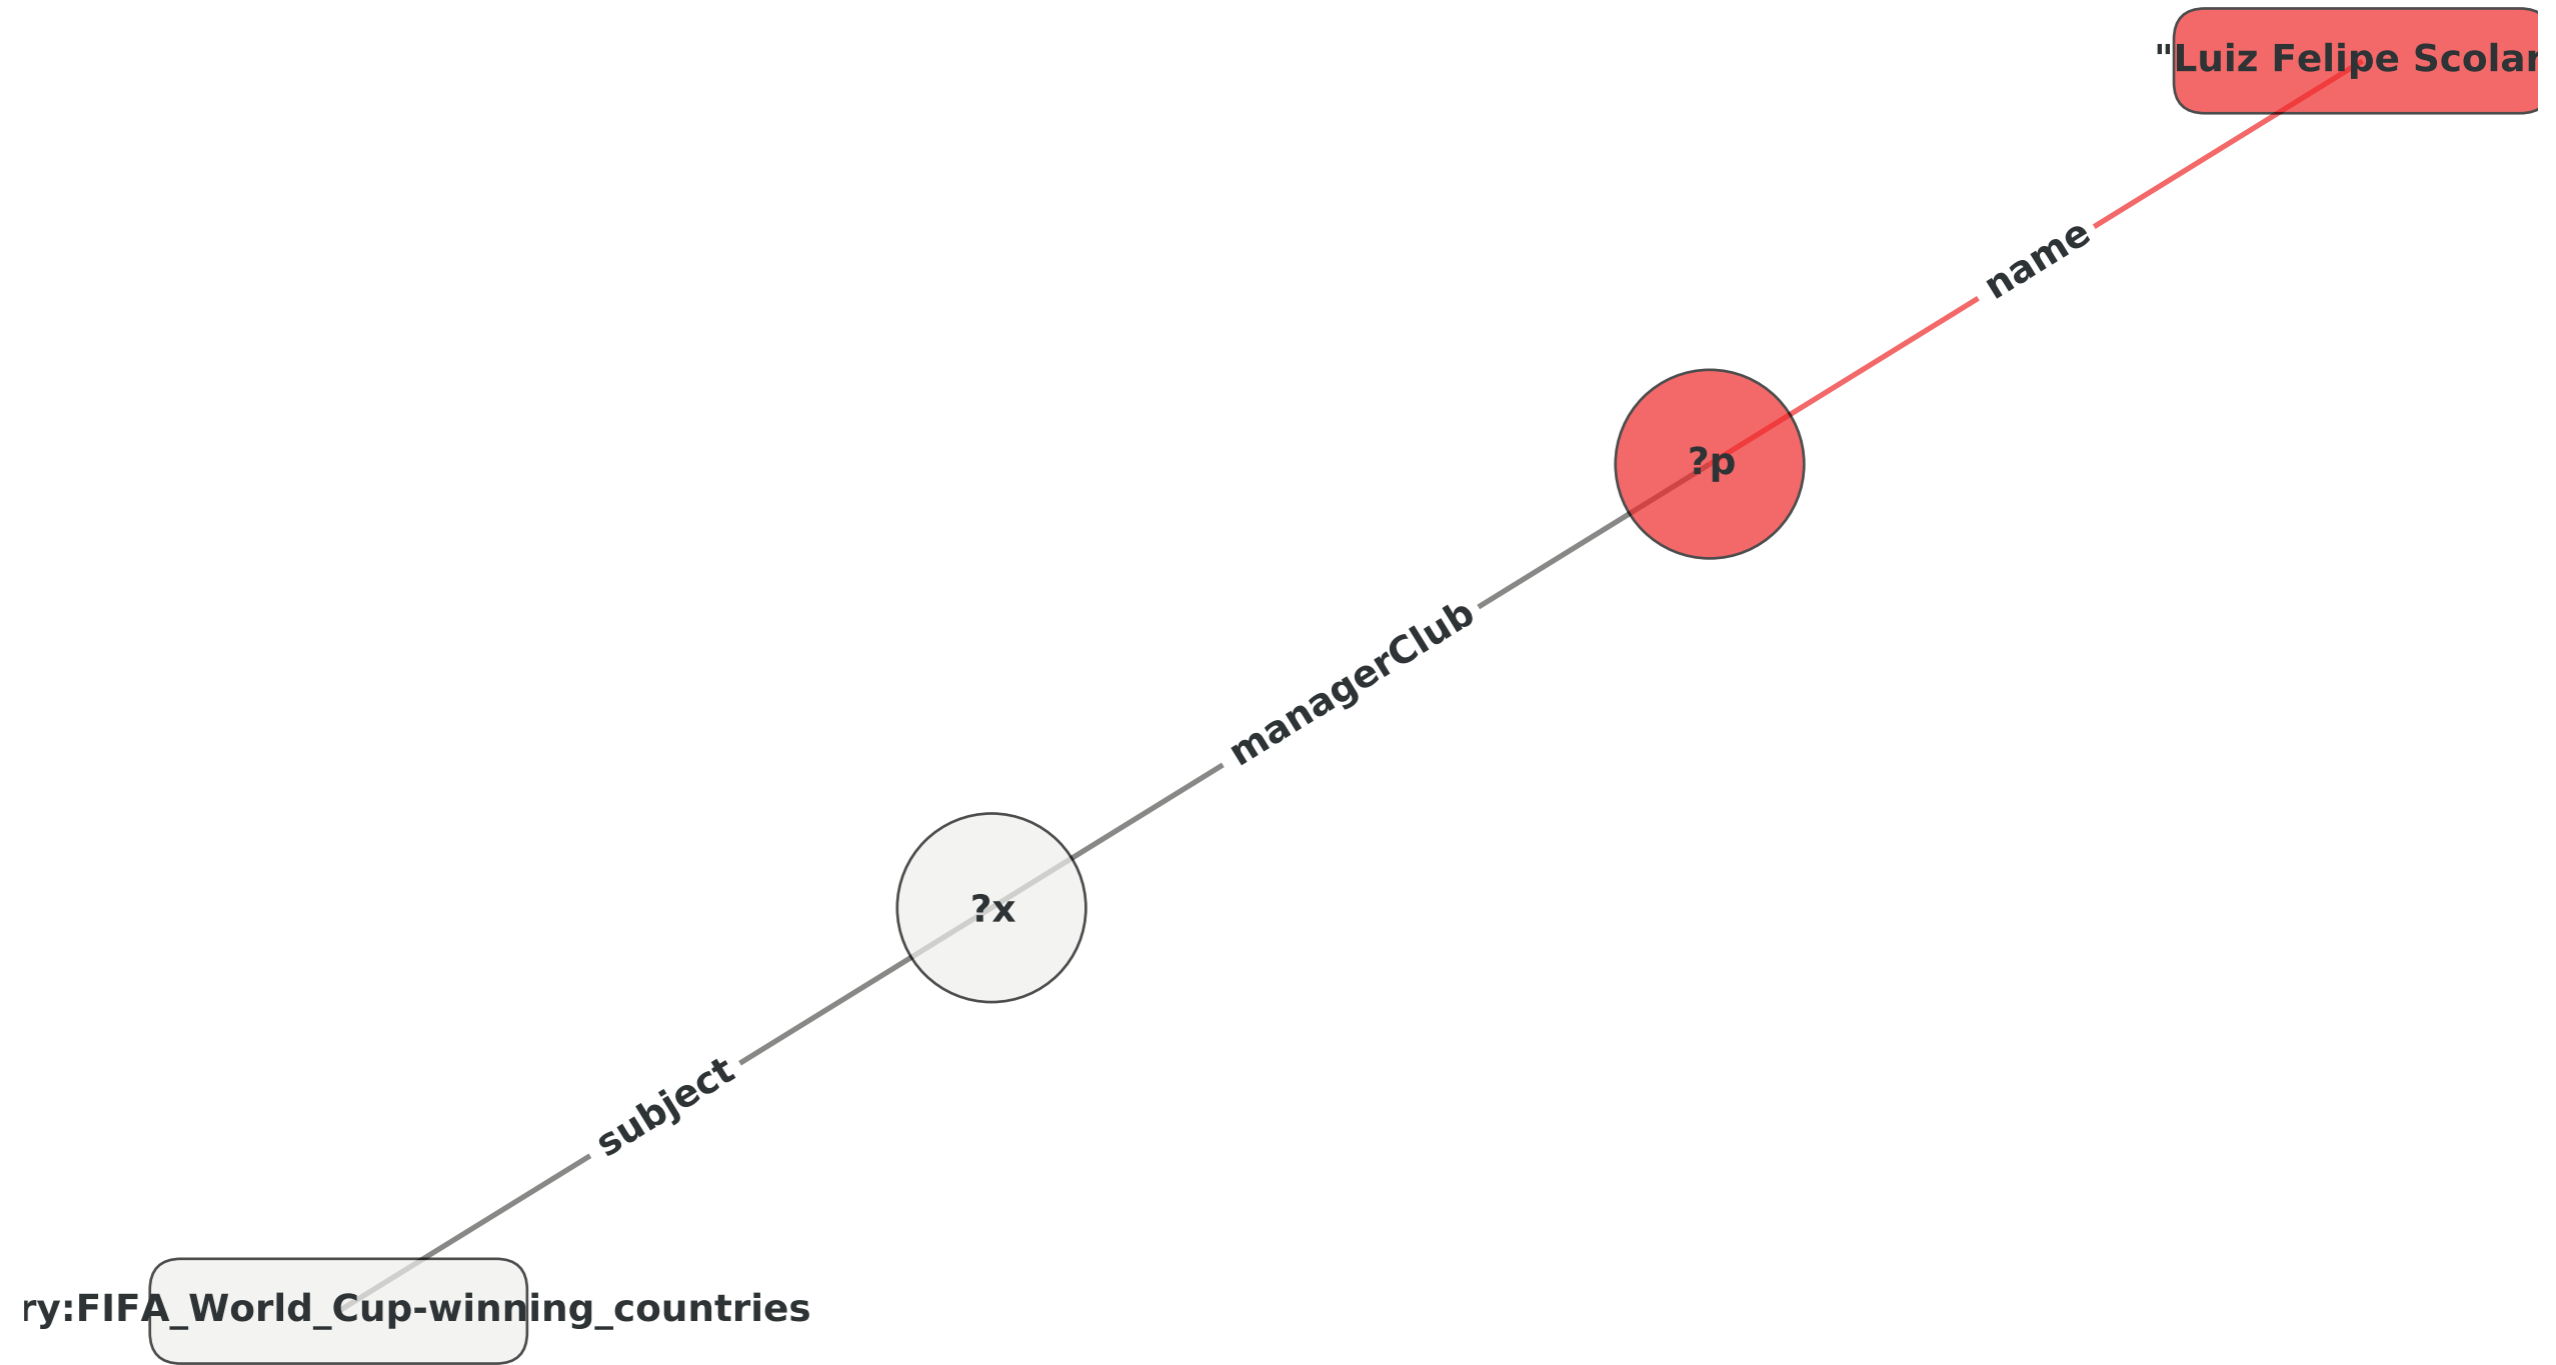 "Luiz Felipe Scolar
name
?p
managerClub
?x
subject
ry:FIFA_World_Cup-winning_countries